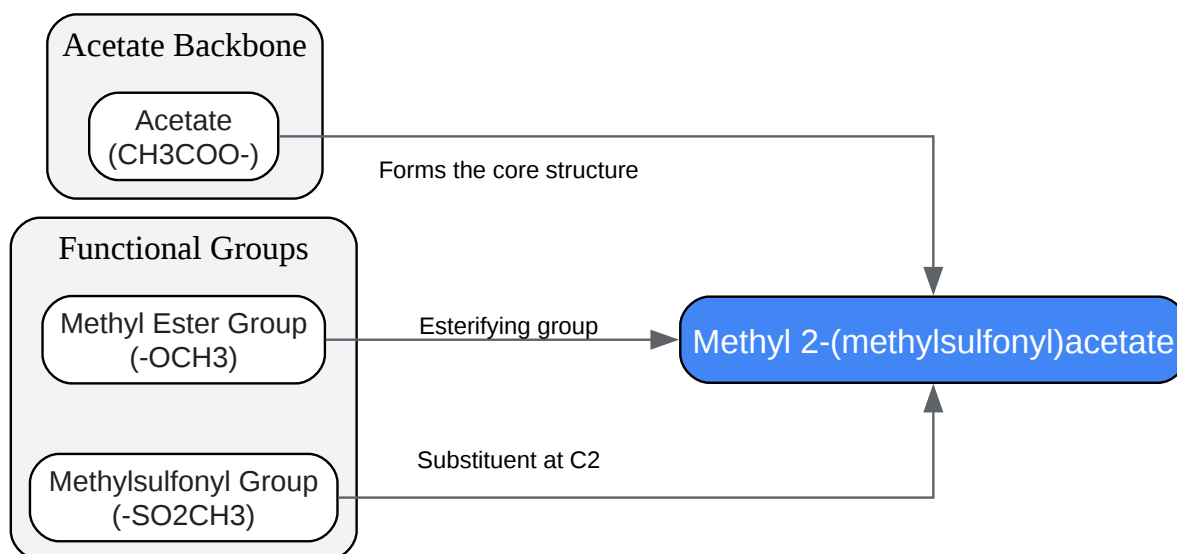 Acetate Backbone
Acetate
(CH3COO-)
Forms the core structure
Functional Groups
Methyl Ester Group
(-OCH3)
Esterifying group
Methyl 2-(methylsulfonyl)acetate
Methylsulfonyl Group
(-SO2CH3)
Substituent at C2